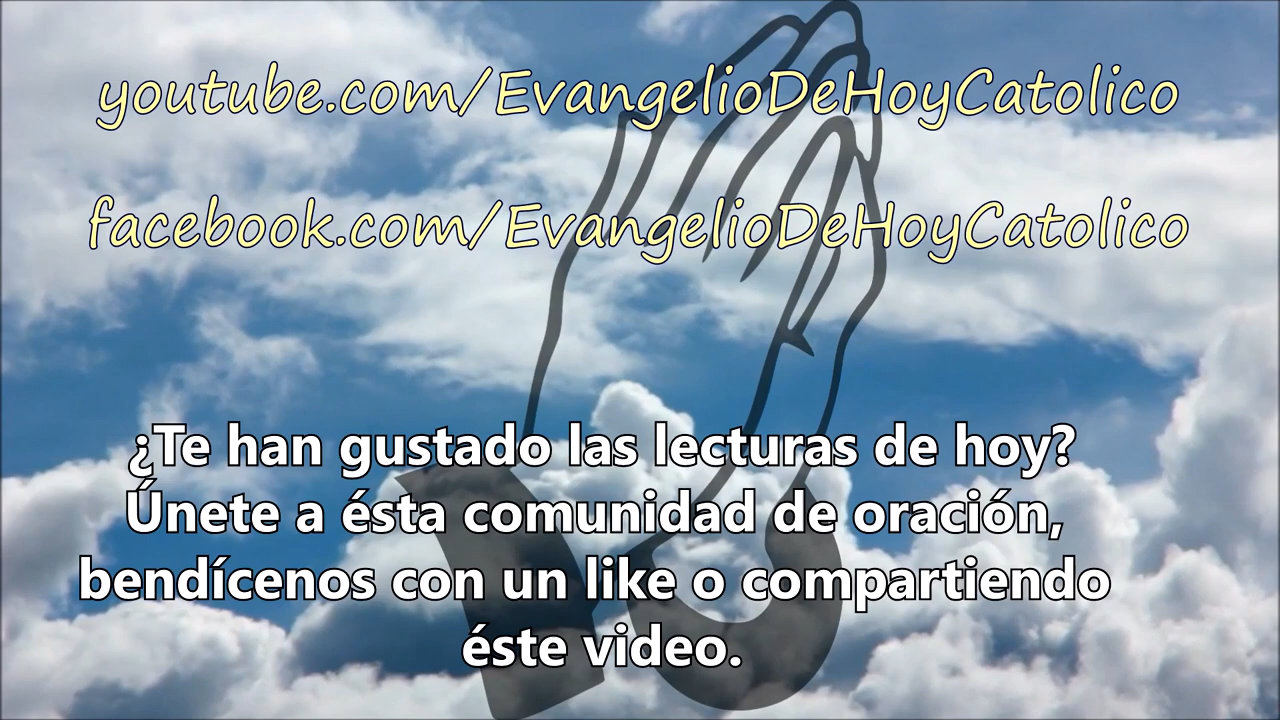 youtube.com/EvangelioDeHoyCatolico
facebook.com/EvangelioDeHoyCatolico
¿Te han gustado las lecturas de hoy?
Únete a ésta comunidad de oración,
bendícenos con un like o compartiendo
éste video.